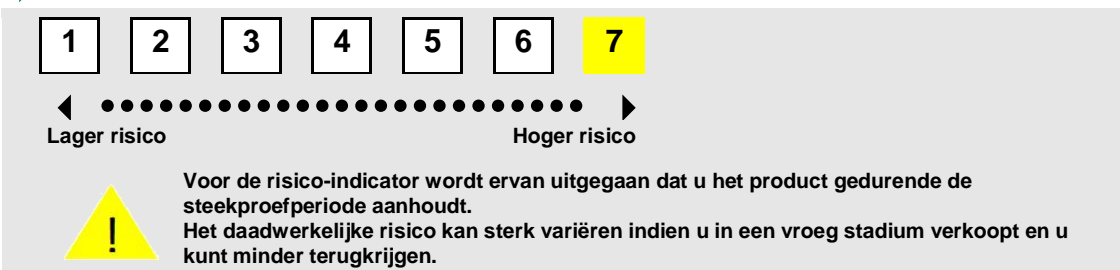 1 2 3 4 5 6 7
Lager risico Hoger risico
Voor de risico-indicator wordt ervan uitgegaan dat u het product gedurende de
steekproefperiode aanhoudt.
!
Het daadwerkelijke risico kan sterk variëren indien u in een vroeg stadium verkoopt en u
kunt minder terugkrijgen.